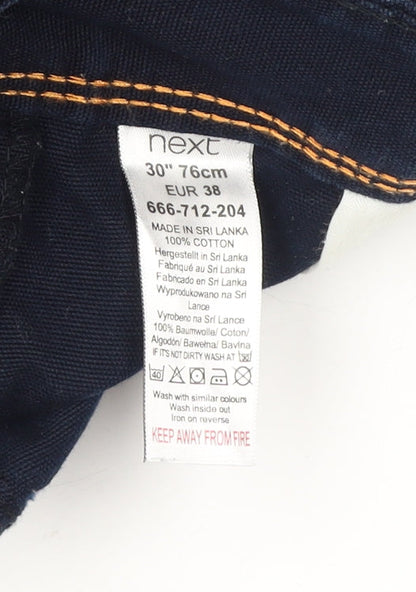 next
30" 76cm
EUR 38
666-712-204
MADE IN SRI LANKA
100% COTTON
Hergestellt in Sri Lanka
Fabriqué au Sri Lanka
Fabricado en Sri Lanka
Wyprodukowano na Sri
Lance
Vyrobeno na Srí Lance
100% Baumwolle/ Coton/
Algodón/ Bawełna/ Bavlna
IF IT'S NOT DIRTY WASH AT 30
40
Wash with similar colours
Wash inside out
Iron on reverse
KEEP AWAY FROM FIRE